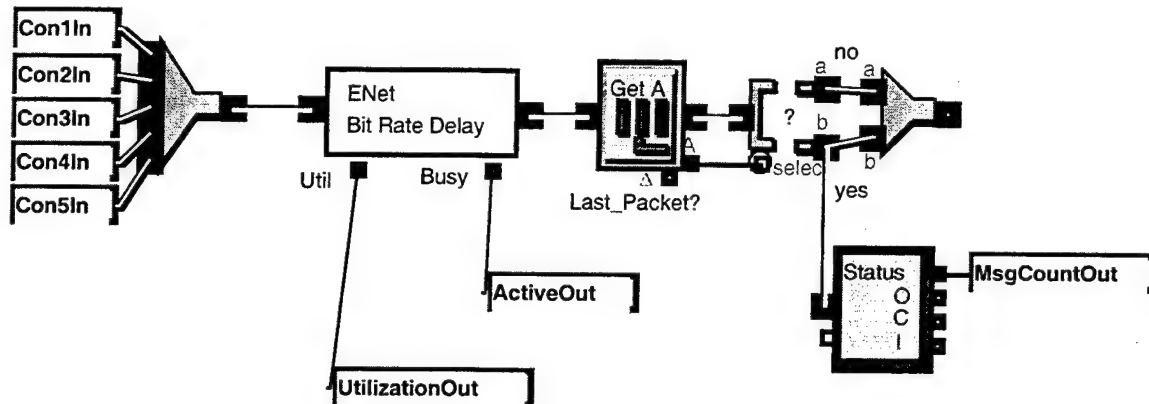 Con1In
Con2In
Con3In
Con4In
Con5In
ENet
Bit Rate Delay
Util
Busy
Get A
A
Δ
Last_Packet?
?
selec
a
no
a
b
b
yes
Status
O
C
I
MsgCountOut
ActiveOut
UtilizationOut